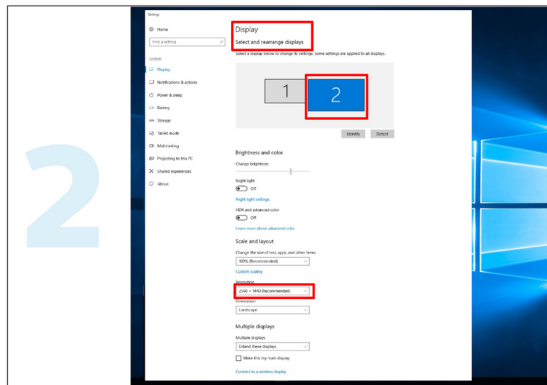 2
Settings
Home
Find a setting
System
Display
Notifications & actions
Power & sleep
Battery
Storage
Tablet mode
Multitasking
Projecting to this PC
Shared experiences
About
Display
Select and rearrange displays
Select a display below to change its settings. Some settings are applied to all displays.
1
2
Identify
Detect
Brightness and color
Change brightness
Night light
Off
Night light settings
HDR and advanced color
Off
Learn more about advanced color
Scale and layout
Change the size of text, apps, and other items
100% (Recommended)
Custom scaling
Resolution
2560 × 1440 (Recommended)
Orientation
Landscape
Multiple displays
Multiple displays
Extend these displays
Make this my main display
Connect to a wireless display